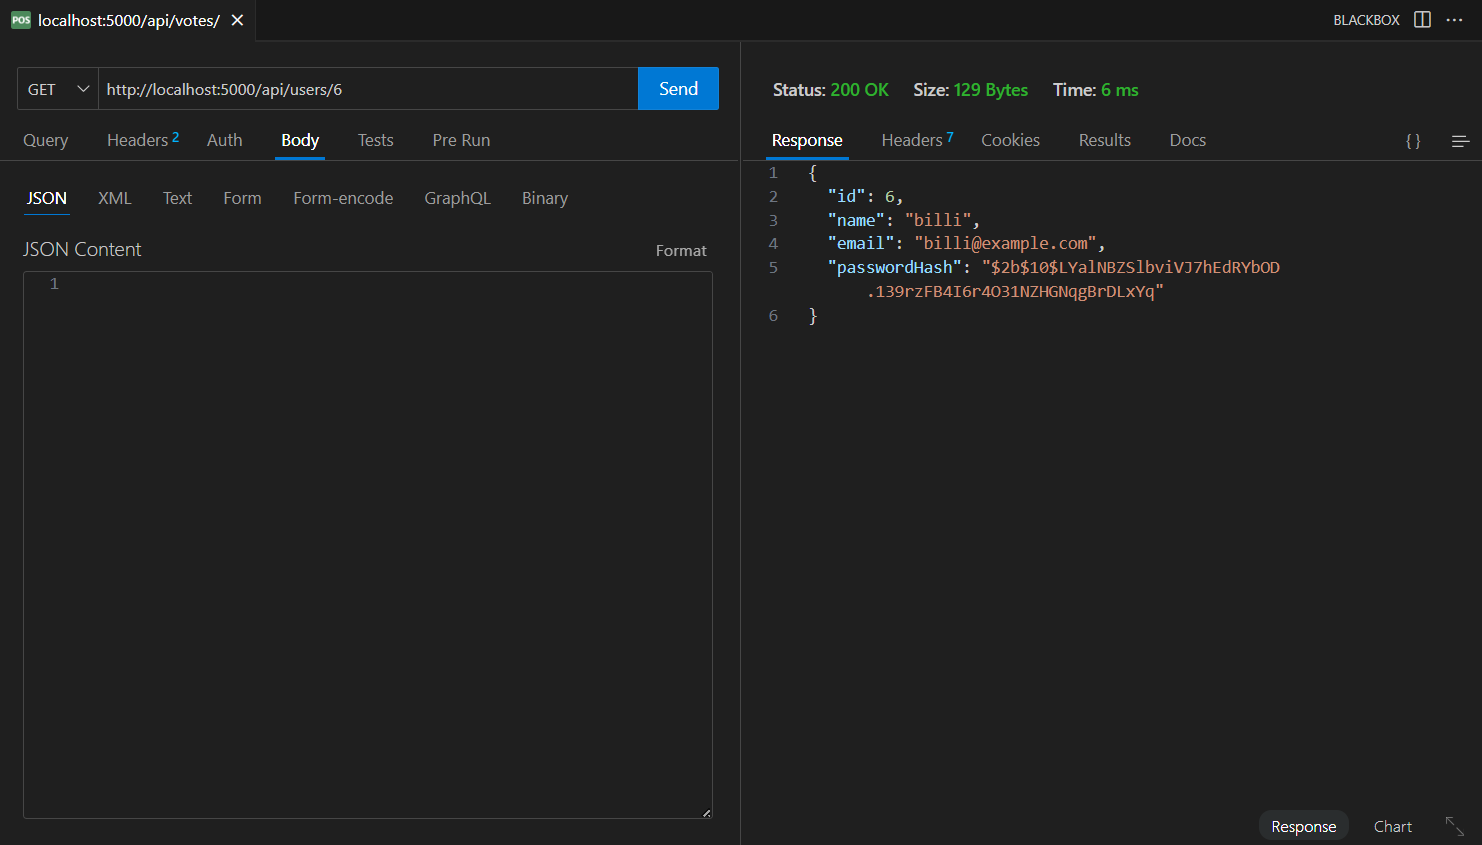 POS localhost:5000/api/votes/
BLACKBOX
GET http://localhost:5000/api/users/6 Send
Status: 200 OK Size: 129 Bytes Time: 6 ms
Query Headers 2 Auth Body Tests Pre Run
Response Headers 7 Cookies Results Docs {}
JSON XML Text Form Form-encode GraphQL Binary
JSON Content Format
1
1 {
2 "id": 6,
3 "name": "billi",
4 "email": "billi@example.com",
5 "passwordHash": "$2b$10$LYalNBZSlbviVJ7hEdRYbOD
.139rzFB4I6r4O31NZHGNqgBrDLxYq"
6 }
Response Chart